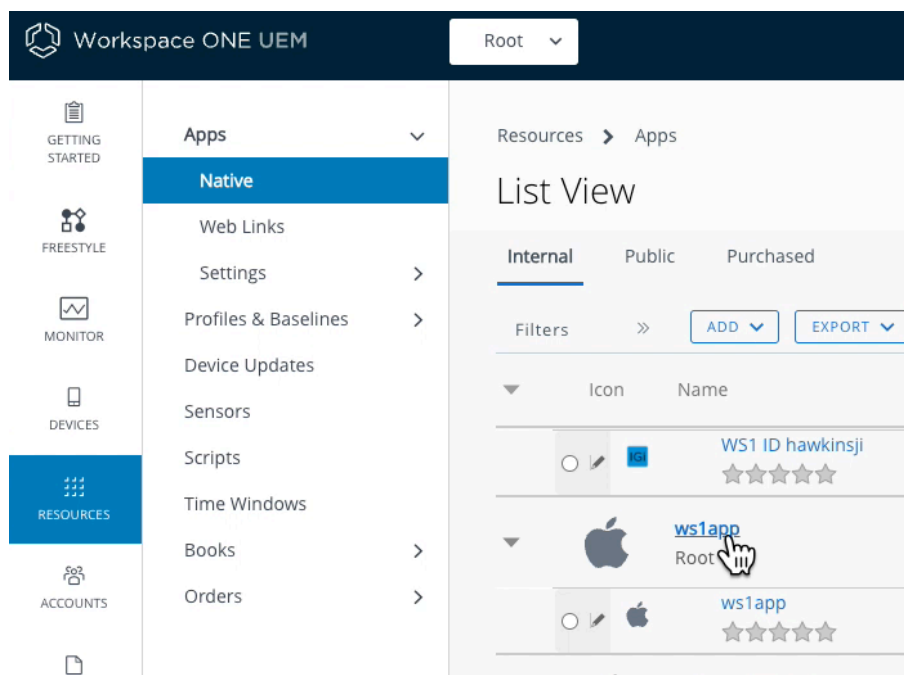 Workspace ONE UEM
Root
GETTING
STARTED
FREESTYLE
MONITOR
DEVICES
RESOURCES
ACCOUNTS
Apps
Native
Web Links
Settings
Profiles & Baselines
Device Updates
Sensors
Scripts
Time Windows
Books
Orders
Resources > Apps
List View
Internal Public Purchased
Filters » ADD EXPORT
Icon Name
IGI WS1 ID hawkinsji
ws1app
Root
ws1app